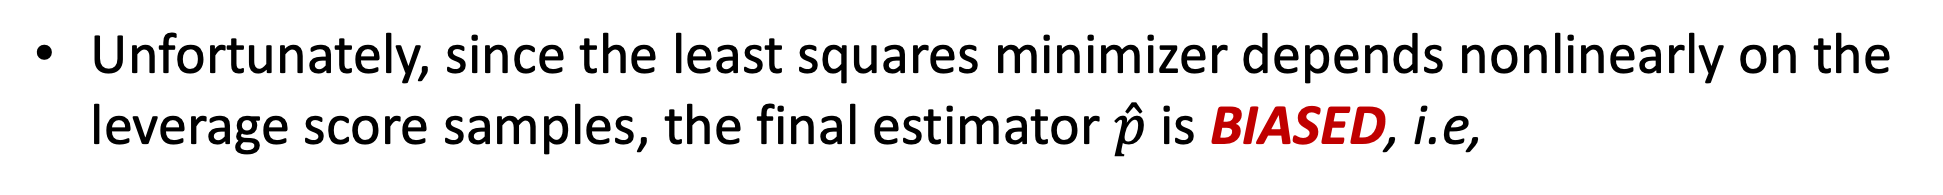 • Unfortunately, since the least squares minimizer depends nonlinearly on the
leverage score samples, the final estimator p̂ is BIASED, i.e,